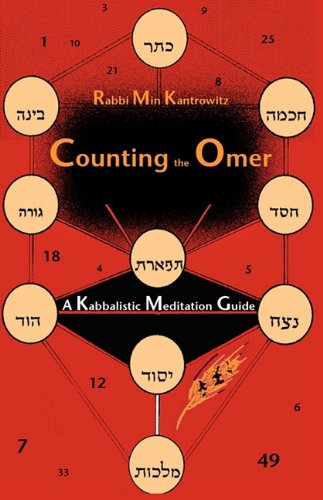 כתר
1
10
3
8
25
21
Rabbi Min Kantrowitz
בינה
חכמה
Counting the Omer
גורה
חסד
18
4
תפארת
5
A Kabbalistic Meditation Guide
הוד
נצח
יסוד
12
6
7
33
מלכות
49